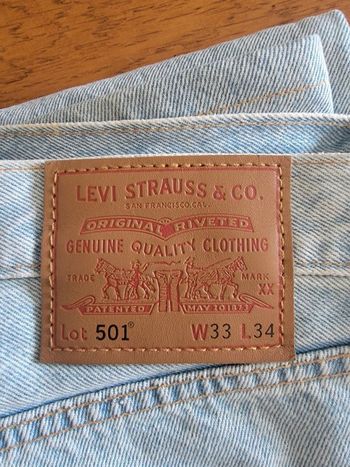 LEVI STRAUSS & CO.
SAN FRANCISCO, CAL.
ORIGINAL RIVETED
GENUINE QUALITY CLOTHING
TRADE MARK
XX
PATENTED MAY 20 1873
Lot 501® W33 L34